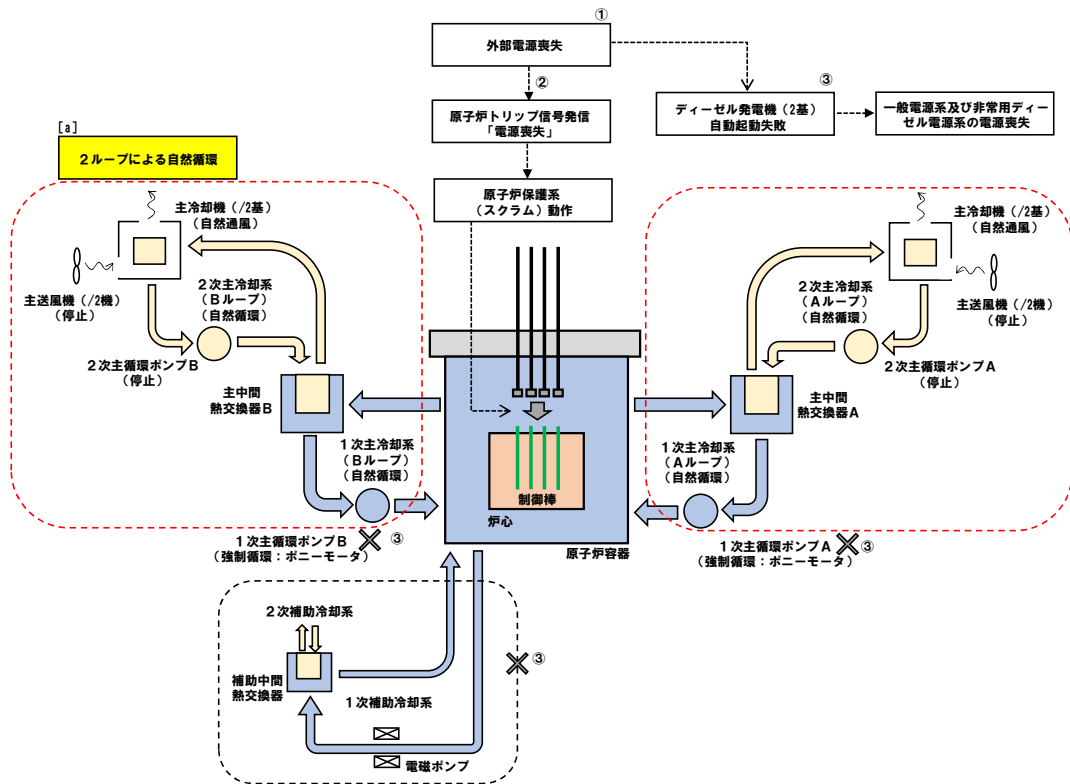 ①
外部電源喪失
②
③
原子炉トリップ信号発信
「電源喪失」
ディーゼル発電機（2基）
自動起動失敗
一般電源系及び非常用ディー
ゼル電源系の電源喪失
[a]
２ループによる自然循環
原子炉保護系
（スクラム）動作
主冷却機（/2基）
（自然通風）
主送風機（/2機）
（停止）
２次主冷却系
（Ｂループ）
（自然循環）
２次主循環ポンプB
（停止）
主中間
熱交換器B
１次主冷却系
（Ｂループ）
（自然循環）
１次主循環ポンプB
（強制循環：ポニーモータ）
③
制御棒
炉心
原子炉容器
主冷却機（/2基）
（自然通風）
主送風機（/2機）
（停止）
２次主冷却系
（Ａループ）
（自然循環）
２次主循環ポンプA
（停止）
主中間
熱交換器A
１次主冷却系
（Ａループ）
（自然循環）
１次主循環ポンプA
（強制循環：ポニーモータ）
③
２次補助冷却系
補助中間
熱交換器
１次補助冷却系
電磁ポンプ
③